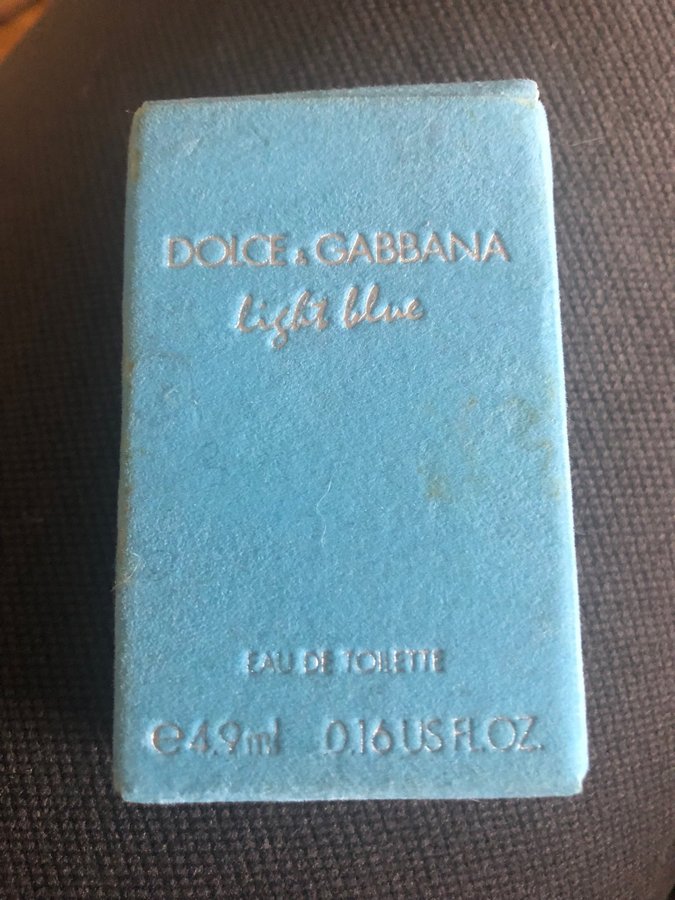 DOLCE & GABBANA
light blue
EAU DE TOILETTE
℮4.9ml 0.16 US FL.OZ.